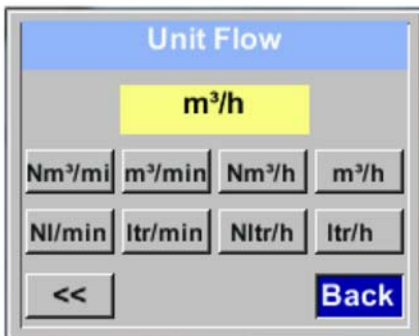 Unit Flow
m³/h
Nm³/mi m³/min Nm³/h m³/h
Nl/min ltr/min Nltr/h ltr/h
<< Back